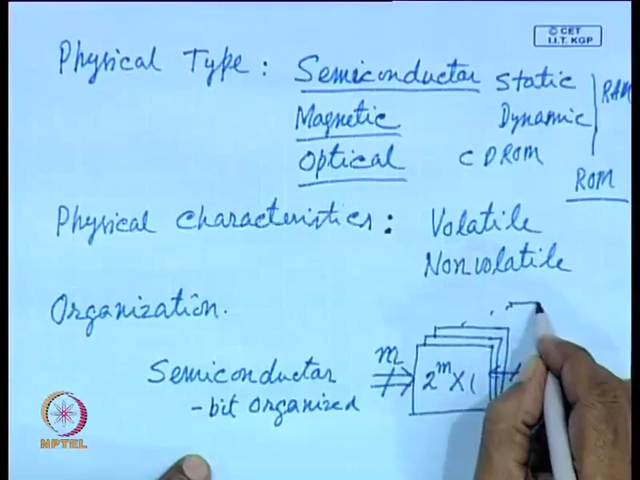 © CET
I.I.T. KGP
Physical Type : Semiconductor Static
Magnetic Dynamic RAM
Optical CDROM
ROM
Physical Characteristics : Volatile
Nonvolatile
Organization.
m
Semiconductor 2^m X 1
- bit organized
NPTEL